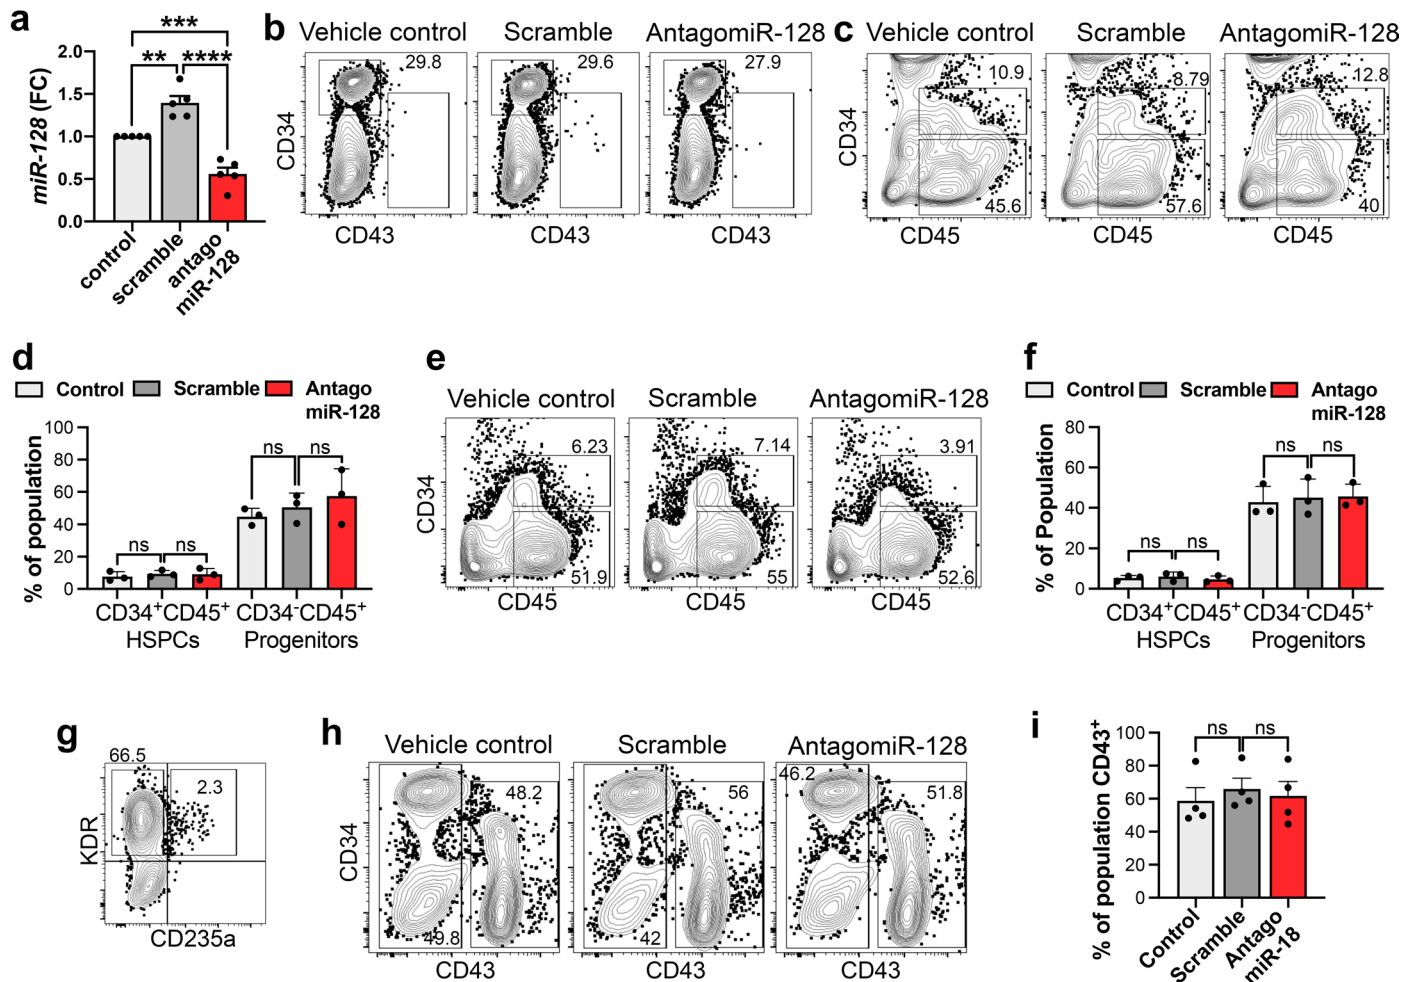 a
*** 
** ****
2.0
1.5
1.0
0.5
0.0
miR-128 (FC)
control
scramble
antago
miR-128
b
Vehicle control Scramble AntagomiR-128
29.8 29.6 27.9
CD34
CD43 CD43 CD43
c
Vehicle control Scramble AntagomiR-128
10.9 8.79 12.8
CD34
45.6 57.6 40
CD45 CD45 CD45
d
Control Scramble Antago
miR-128
100
80
60
40
20
0
% of population
ns ns ns ns
CD34+CD45+ CD34-CD45+
HSPCs Progenitors
e
Vehicle control Scramble AntagomiR-128
6.23 7.14 3.91
CD34
51.9 55 52.6
CD45 CD45 CD45
f
Control Scramble Antago
miR-128
80
60
40
20
0
% of Population
ns ns ns ns
CD34+CD45+ CD34-CD45+
HSPCs Progenitors
g
66.5
2.3
KDR
CD235a
h
Vehicle control Scramble AntagomiR-128
48.2 56 46.2 51.8
CD34
49.8 42
CD43 CD43 CD43
i
100
80
60
40
20
0
% of population CD43+
ns ns
Control
Scramble
Antago
miR-18